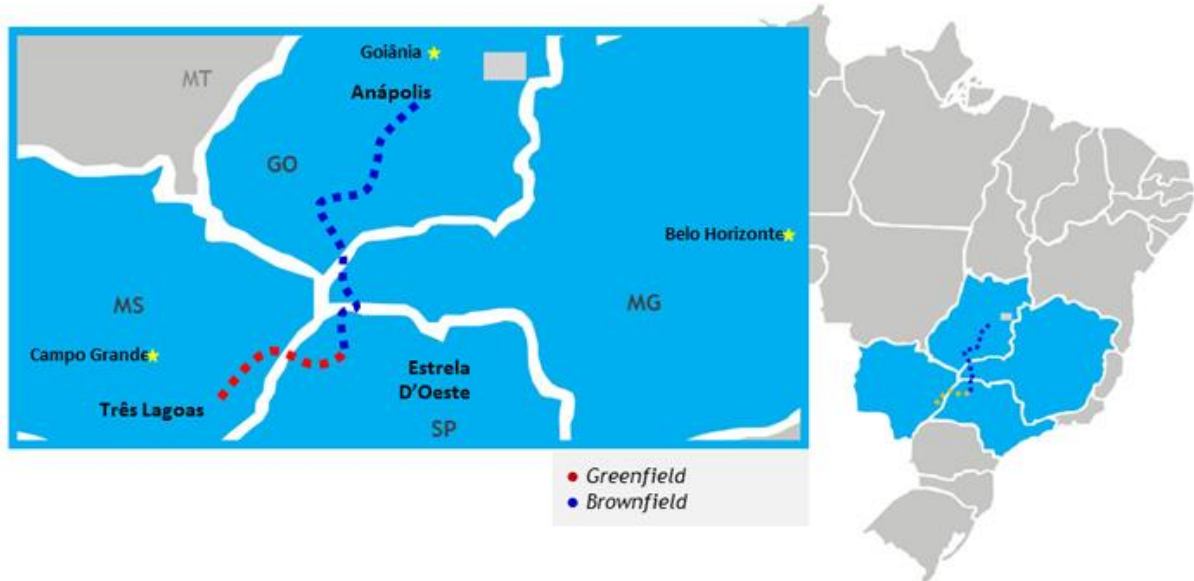 Goiânia
MT
Anápolis
GO
Belo Horizonte
MS
MG
Campo Grande
Estrela
D'Oeste
Três Lagoas
SP
Greenfield
Brownfield